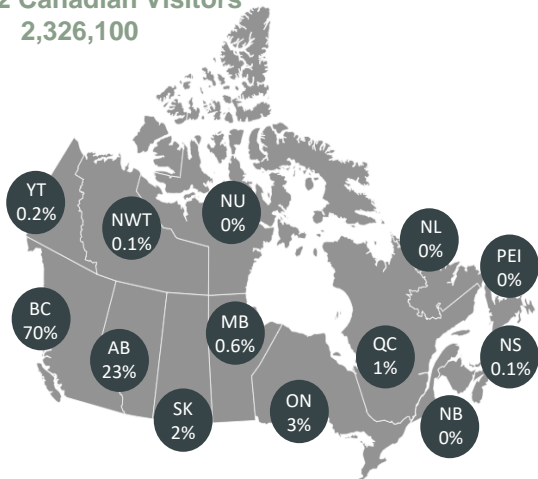 2 Canadian Visitors
2,326,100
YT
0.2%
NWT
0.1%
NU
0%
NL
0%
PEI
0%
BC
70%
AB
23%
MB
0.6%
QC
1%
NS
0.1%
SK
2%
ON
3%
NB
0%